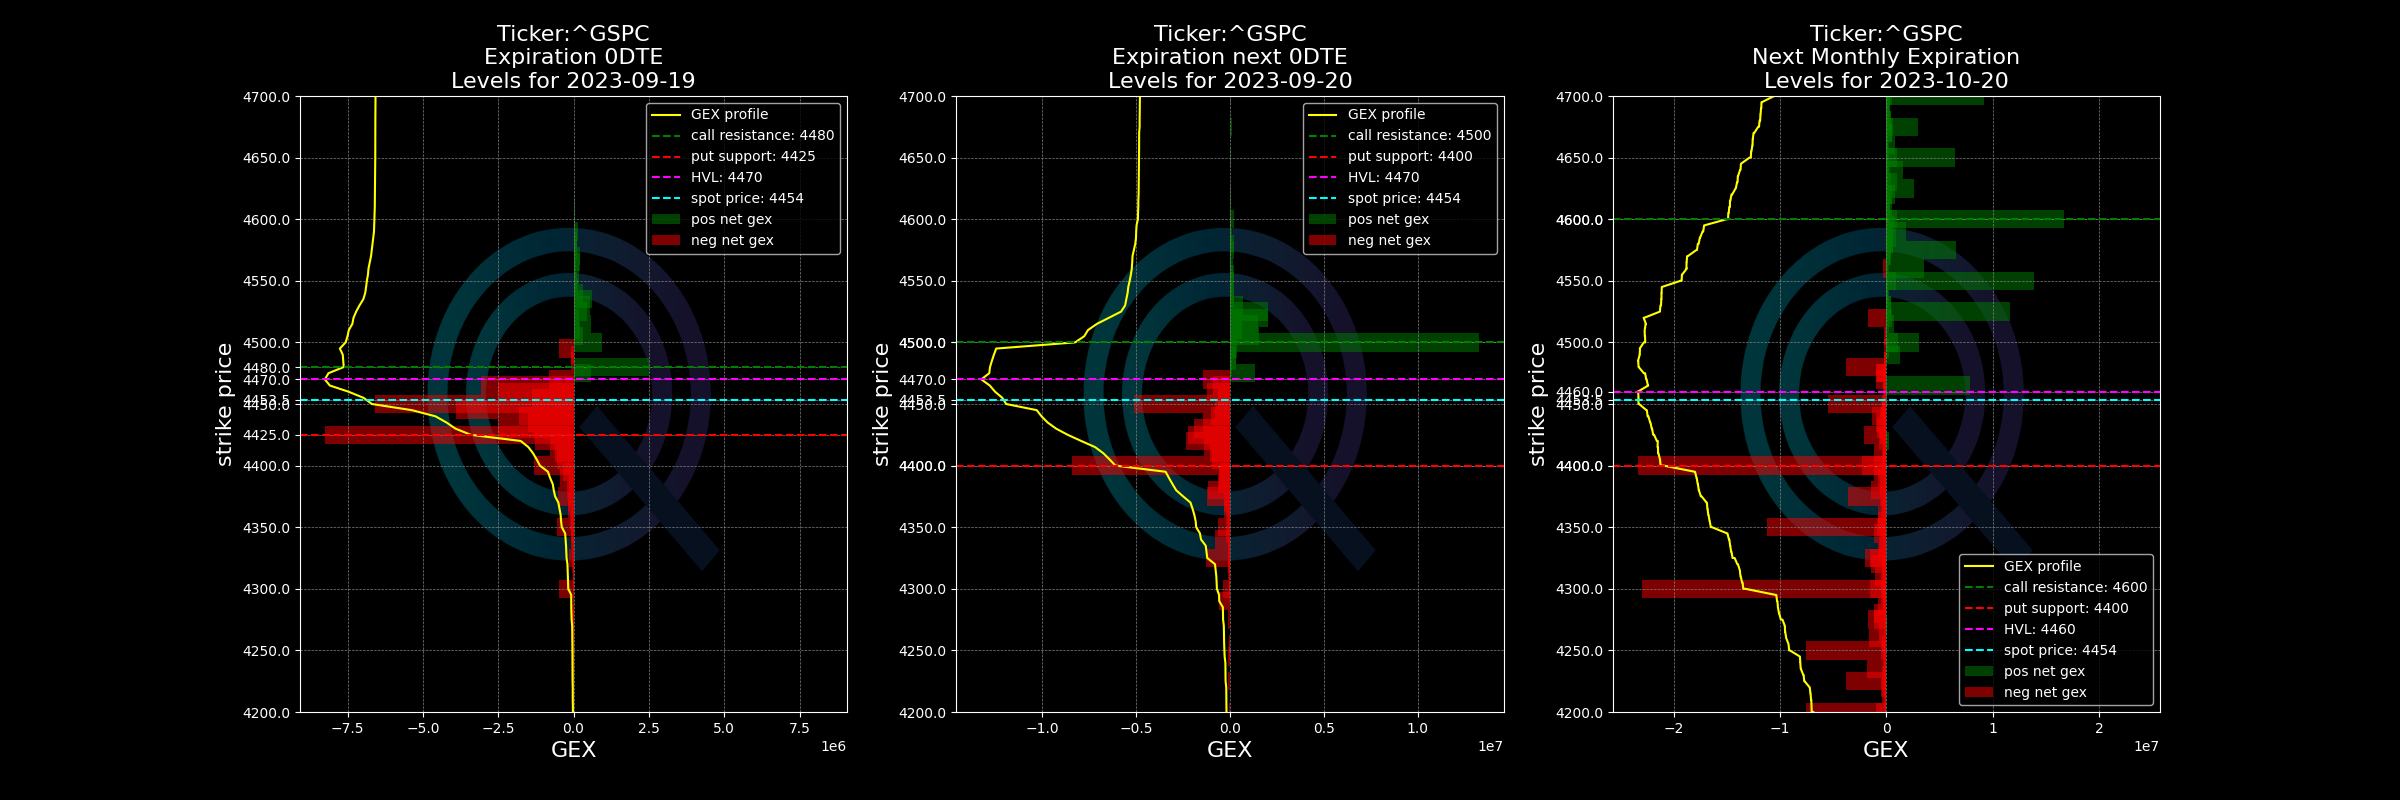 Ticker:^GSPC
Expiration 0DTE
Levels for 2023-09-19
4700.0
4650.0
4600.0
4550.0
4500.0
4480.0
4470.0
4453.5
4450.0
4425.0
4400.0
4350.0
4300.0
4250.0
4200.0
strike price
GEX profile
call resistance: 4480
put support: 4425
HVL: 4470
spot price: 4454
pos net gex
neg net gex
−7.5 −5.0 −2.5 0.0 2.5 5.0 7.5
1e6
GEX
Ticker:^GSPC
Expiration next 0DTE
Levels for 2023-09-20
4700.0
4650.0
4600.0
4550.0
4500.0
4470.0
4453.5
4450.0
4400.0
4350.0
4300.0
4250.0
4200.0
strike price
GEX profile
call resistance: 4500
put support: 4400
HVL: 4470
spot price: 4454
pos net gex
neg net gex
−1.0 −0.5 0.0 0.5 1.0
1e7
GEX
Ticker:^GSPC
Next Monthly Expiration
Levels for 2023-10-20
4700.0
4650.0
4600.0
4550.0
4500.0
4460.0
4453.5
4450.0
4400.0
4350.0
4300.0
4250.0
4200.0
strike price
GEX profile
call resistance: 4600
put support: 4400
HVL: 4460
spot price: 4454
pos net gex
neg net gex
−2 −1 0 1 2
1e7
GEX